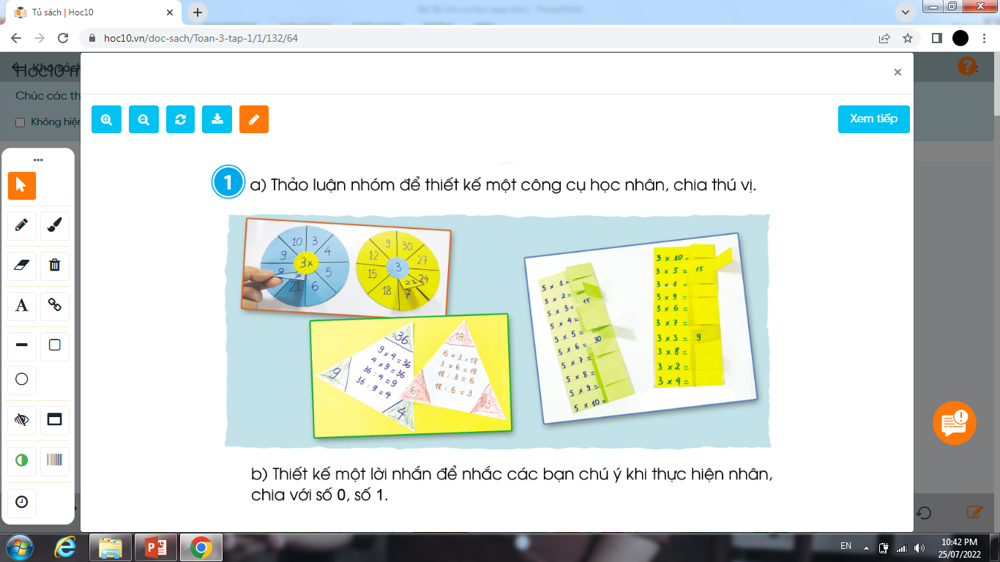 Tủ sách | Hoc10
hoc10.vn/doc-sach/Toan-3-tap-1/1/132/64
Kho sách
Hoc10
Chúc các th
Không hiện
Xem tiếp
1 a) Thảo luận nhóm để thiết kế một công cụ học nhân, chia thú vị.
10 3 4 5 6 21 8 9
3x
9 30 27 24 7 18 15 12
: 3
36
9 x 4 = 36
4 x 9 = 36
36 : 4 = 9
36 : 9 = 4
9
4
18
6 x 3 = 18
3 x 6 = 18
18 : 3 = 6
18 : 6 = 3
6
3
5 x 1 =
5 x 2 =
5 x 3 = 15
5 x 4 =
5 x 5 =
5 x 6 = 30
5 x 7 =
5 x 8 =
5 x 9 =
5 x 10 =
3 x 10 =
3 x 5 = 15
3 x 1 =
3 x 9 =
3 x 6 =
3 x 7 =
3 x 3 = 9
3 x 8 =
3 x 2 =
3 x 4 =
b) Thiết kế một lời nhắn để nhắc các bạn chú ý khi thực hiện nhân,
chia với số 0, số 1.
A
EN
10:42 PM
25/07/2022